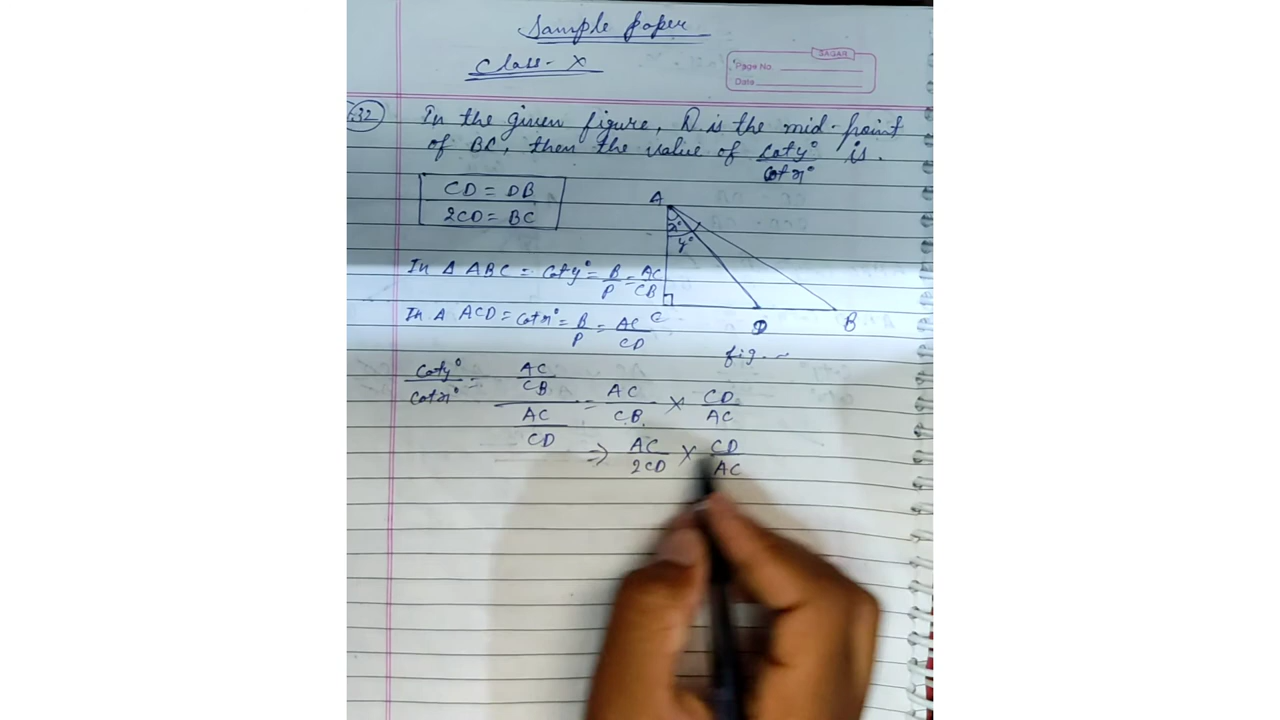 Sample paper
Class - X
SAGAR
Page No
Date
32
In the given figure, D is the mid-point
of BC, then the value of Cot y° / Cot x° is.
CD = DB
2CD = BC
A
x°
y°
C
D
B
fig.
In Δ ABC = Cot y° = B/P = AC/CB
In Δ ACD = Cot x° = B/P = AC/CD
Cot y° / Cot x° = (AC/CB) / (AC/CD) = AC/CB × CD/AC
⇒ AC/2CD × CD/AC